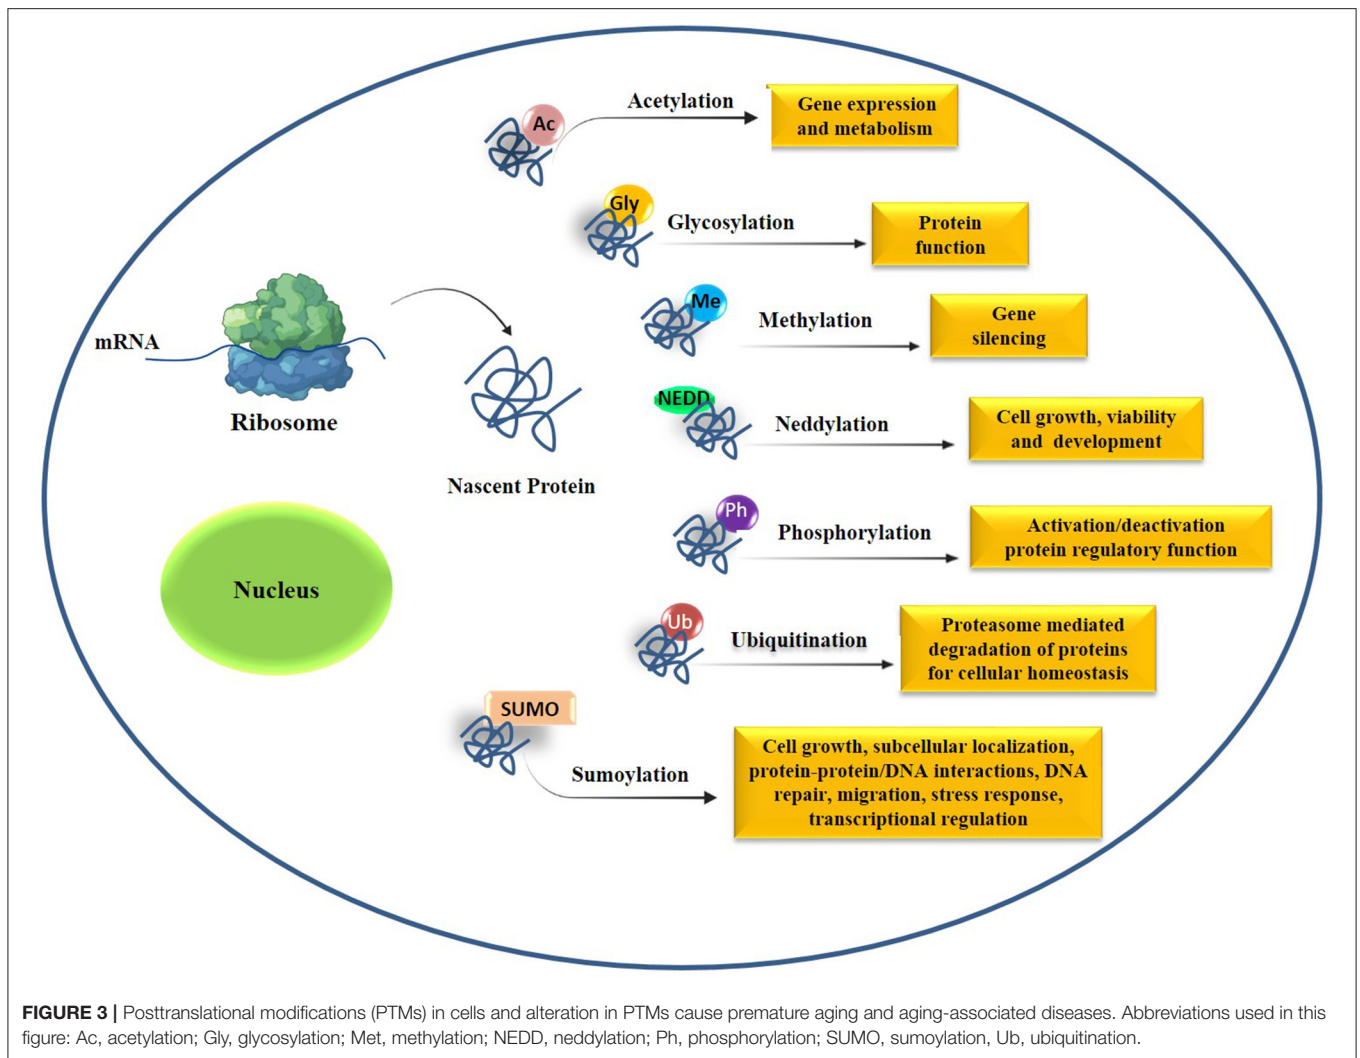 Ac
Acetylation
Gene expression
and metabolism
Gly
Glycosylation
Protein
function
Me
Methylation
Gene
silencing
mRNA
Ribosome
NEDD
Neddylation
Cell growth, viability
and development
Nascent Protein
Ph
Phosphorylation
Activation/deactivation
protein regulatory function
Nucleus
Ub
Ubiquitination
Proteasome mediated
degradation of proteins
for cellular homeostasis
SUMO
Sumoylation
Cell growth, subcellular localization,
protein-protein/DNA interactions, DNA
repair, migration, stress response,
transcriptional regulation
FIGURE 3 | Posttranslational modifications (PTMs) in cells and alteration in PTMs cause premature aging and aging-associated diseases. Abbreviations used in this
figure: Ac, acetylation; Gly, glycosylation; Met, methylation; NEDD, neddylation; Ph, phosphorylation; SUMO, sumoylation, Ub, ubiquitination.